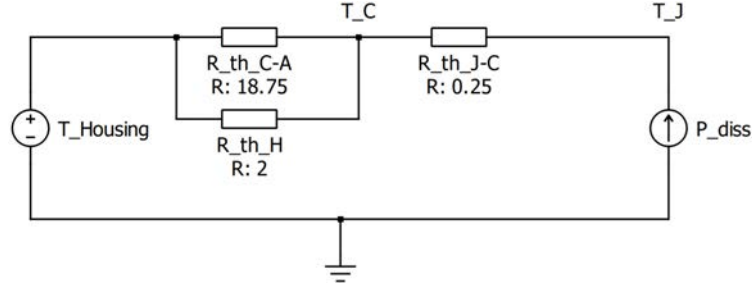 T_C
T_J
R_th_C-A
R: 18.75
R_th_J-C
R: 0.25
+
−
T_Housing
R_th_H
R: 2
P_diss